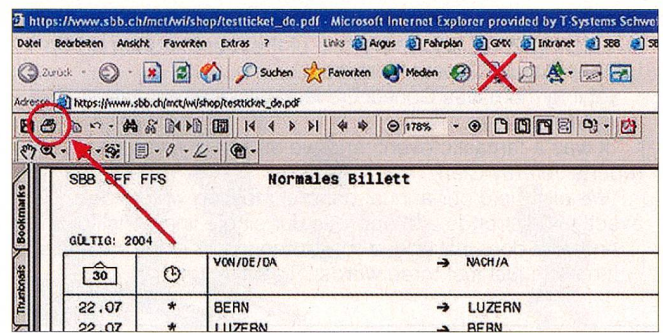 https://www.sbb.ch/mct/wi/shop/testticket_de.pdf - Microsoft Internet Explorer provided by T-Systems Schwei
Datei Bearbeiten Ansicht Favoriten Extras ? Links Argus Fahrplan GMX Intranet SBB
Zurück Suchen Favoriten Medien
Adresse https://www.sbb.ch/mct/wi/shop/testticket_de.pdf
178%
Bookmarks
Thumbnails
SBB CFF FFS Normales Billett
GÜLTIG: 2004
30 VON/DE/DA → NACH/A
22.07 * BERN → LUZERN
22.07 * LUZERN → BERN